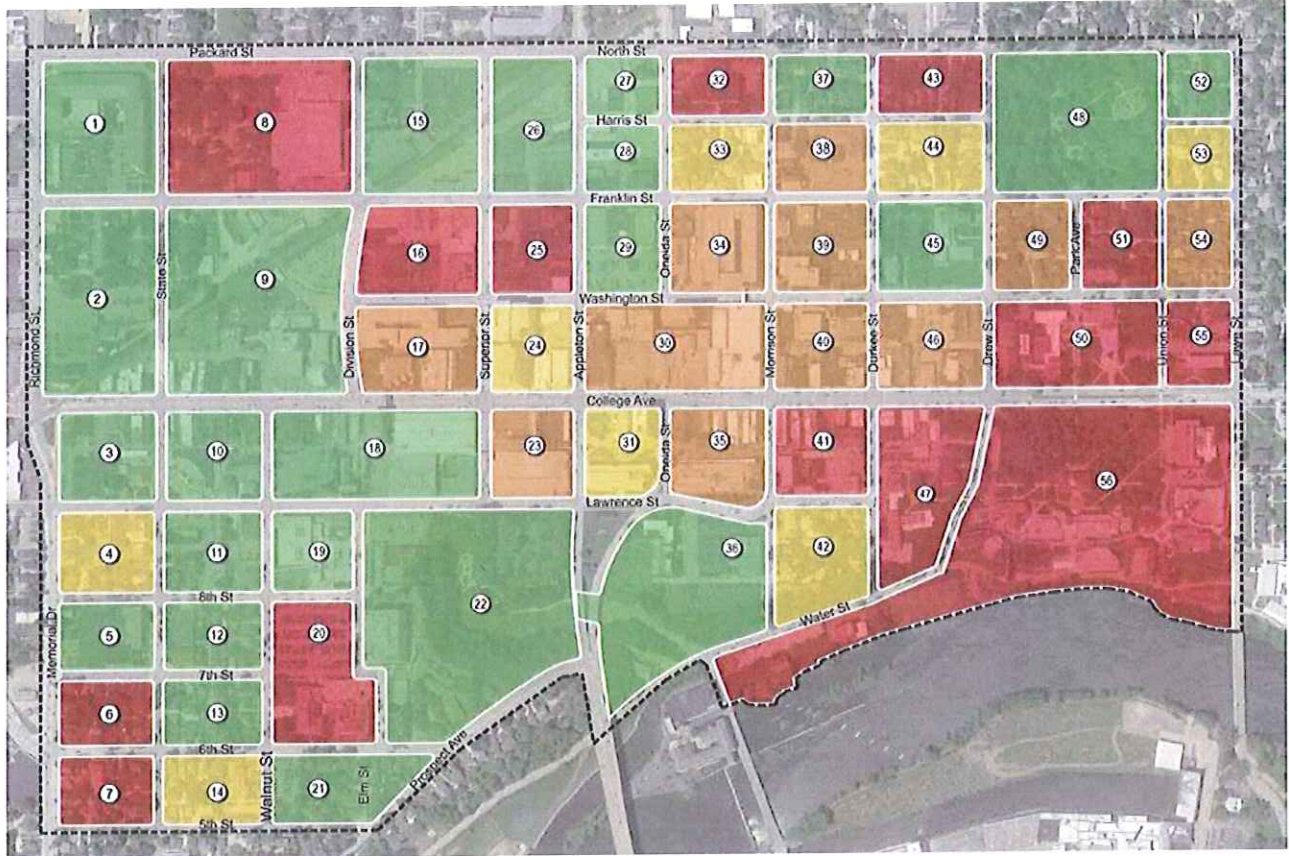 Packard St
North St
1
8
15
26
27
32
37
43
48
52
Harris St
28
33
38
44
53
Franklin St
2
State St
9
16
25
29
Oneida St
34
39
45
49
Park Ave
51
54
Washington St
Richmond St
Division St
17
Superior St
24
Appleton St
30
Morrison St
40
Durkee St
46
Drew St
50
Union St
55
Lawe St
College Ave
3
10
18
23
31
Oneida St
35
41
47
56
Lawrence St
4
11
19
22
36
42
8th St
Water St
Memorial Dr
5
12
20
7th St
6
13
6th St
7
14
Walnut St
21
Elm St
Prospect Ave
5th St